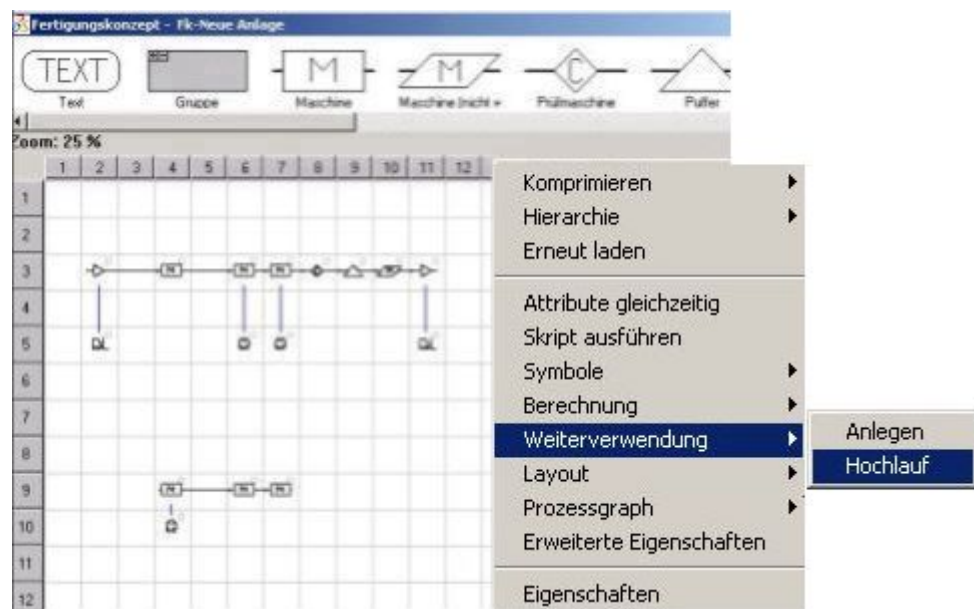 Fertigungskonzept - Fk-Neue Anlage
TEXT M M C
Text Gruppe Maschine Maschine (nicht Prüfmaschine Puffer
Zoom: 25 %
1 2 3 4 5 6 7 8 9 10 11 12
1
2
3
4
5
6
7
8
9
10
11
12
Komprimieren
Hierarchie
Erneut laden
Attribute gleichzeitig
Skript ausführen
Symbole
Berechnung
Weiterverwendung
Anlegen
Hochlauf
Layout
Prozessgraph
Erweiterte Eigenschaften
Eigenschaften